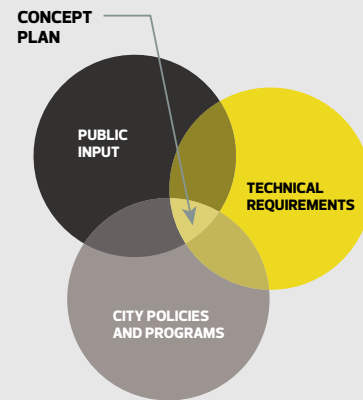 CONCEPT
PLAN
PUBLIC
INPUT
TECHNICAL
REQUIREMENTS
CITY POLICIES
AND PROGRAMS